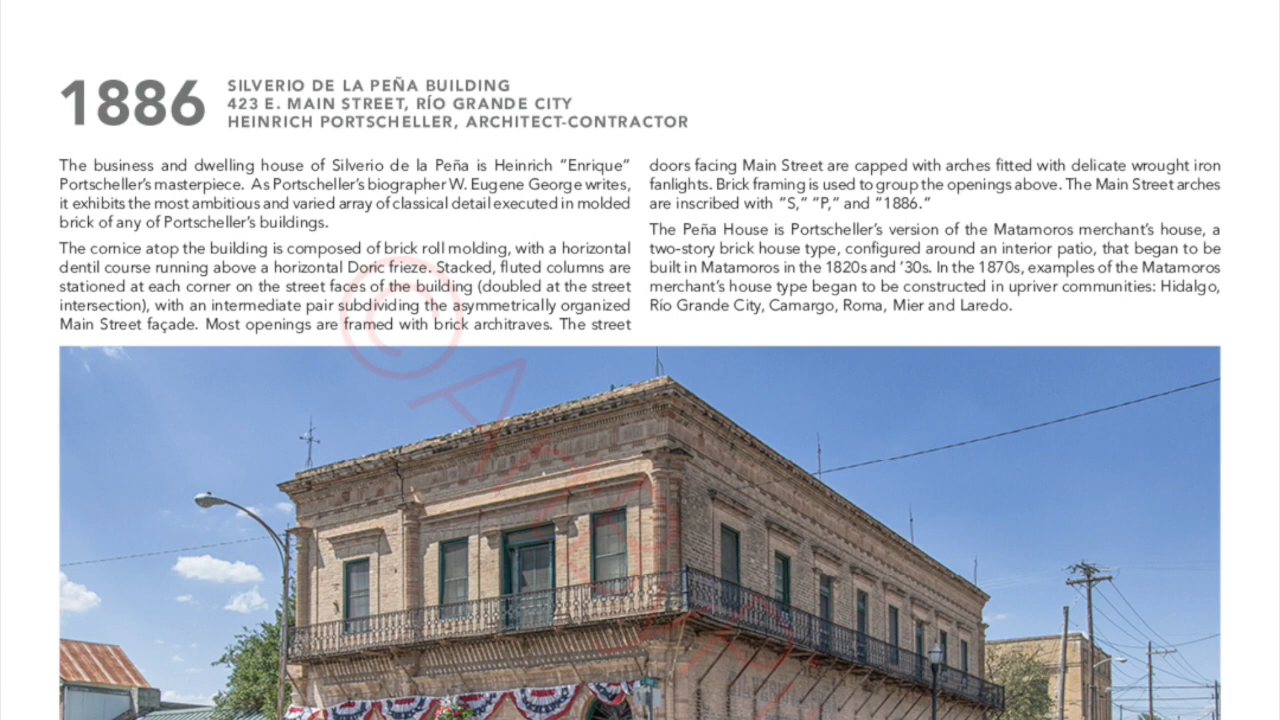 1886
SILVERIO DE LA PEÑA BUILDING
423 E. MAIN STREET, RÍO GRANDE CITY
HEINRICH PORTSCHELLER, ARCHITECT-CONTRACTOR
The business and dwelling house of Silverio de la Peña is Heinrich “Enrique”
Portscheller’s masterpiece. As Portscheller’s biographer W. Eugene George writes,
it exhibits the most ambitious and varied array of classical detail executed in molded
brick of any of Portscheller’s buildings.
The cornice atop the building is composed of brick roll molding, with a horizontal
dentil course running above a horizontal Doric frieze. Stacked, fluted columns are
stationed at each corner on the street faces of the building (doubled at the street
intersection), with an intermediate pair subdividing the asymmetrically organized
Main Street façade. Most openings are framed with brick architraves. The street
doors facing Main Street are capped with arches fitted with delicate wrought iron
fanlights. Brick framing is used to group the openings above. The Main Street arches
are inscribed with “S,” “P,” and “1886.”
The Peña House is Portscheller’s version of the Matamoros merchant’s house, a
two-story brick house type, configured around an interior patio, that began to be
built in Matamoros in the 1820s and ’30s. In the 1870s, examples of the Matamoros
merchant’s house type began to be constructed in upriver communities: Hidalgo,
Río Grande City, Camargo, Roma, Mier and Laredo.